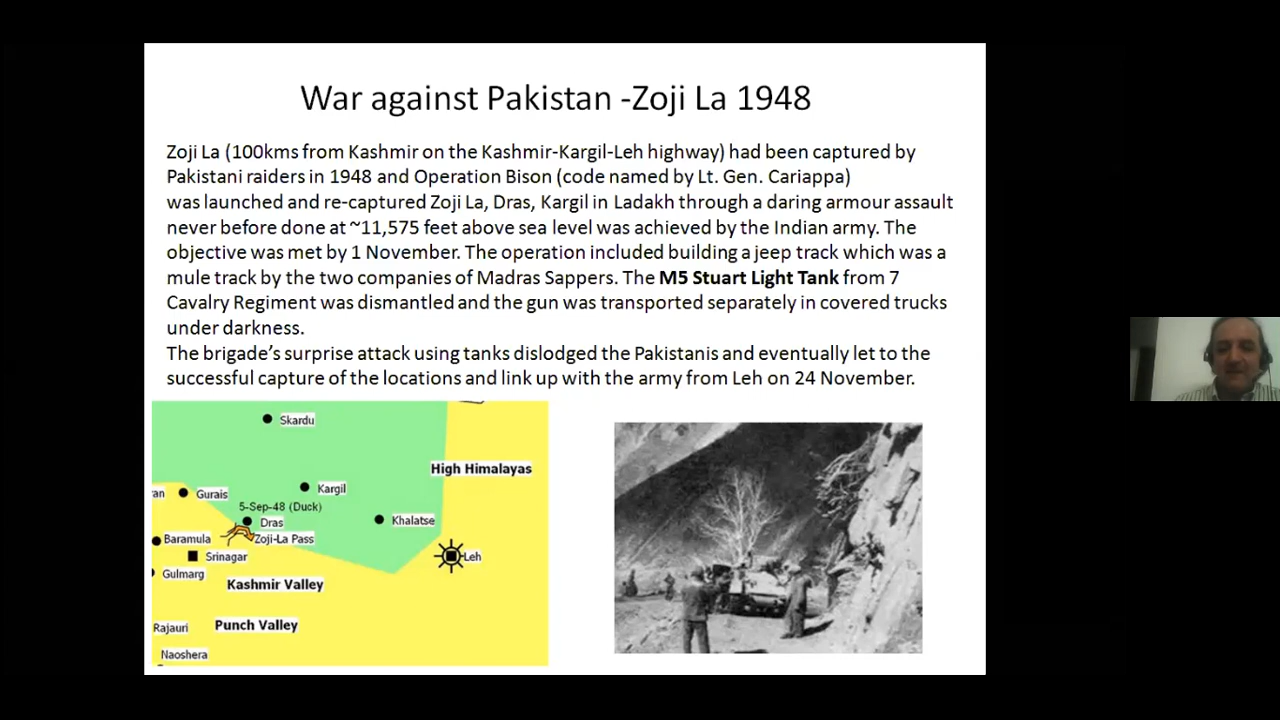 War against Pakistan -Zoji La 1948
Zoji La (100kms from Kashmir on the Kashmir-Kargil-Leh highway) had been captured by
Pakistani raiders in 1948 and Operation Bison (code named by Lt. Gen. Cariappa)
was launched and re-captured Zoji La, Dras, Kargil in Ladakh through a daring armour assault
never before done at ~11,575 feet above sea level was achieved by the Indian army. The
objective was met by 1 November. The operation included building a jeep track which was a
mule track by the two companies of Madras Sappers. The M5 Stuart Light Tank from 7
Cavalry Regiment was dismantled and the gun was transported separately in covered trucks
under darkness.
The brigade's surprise attack using tanks dislodged the Pakistanis and eventually let to the
successful capture of the locations and link up with the army from Leh on 24 November.
Skardu
High Himalayas
Kargil
ran
Gurais
5-Sep-48 (Duck)
Dras
Khalatse
Baramula
Zoji-La Pass
Srinagar
Leh
Gulmarg
Kashmir Valley
Punch Valley
Rajauri
Naoshera